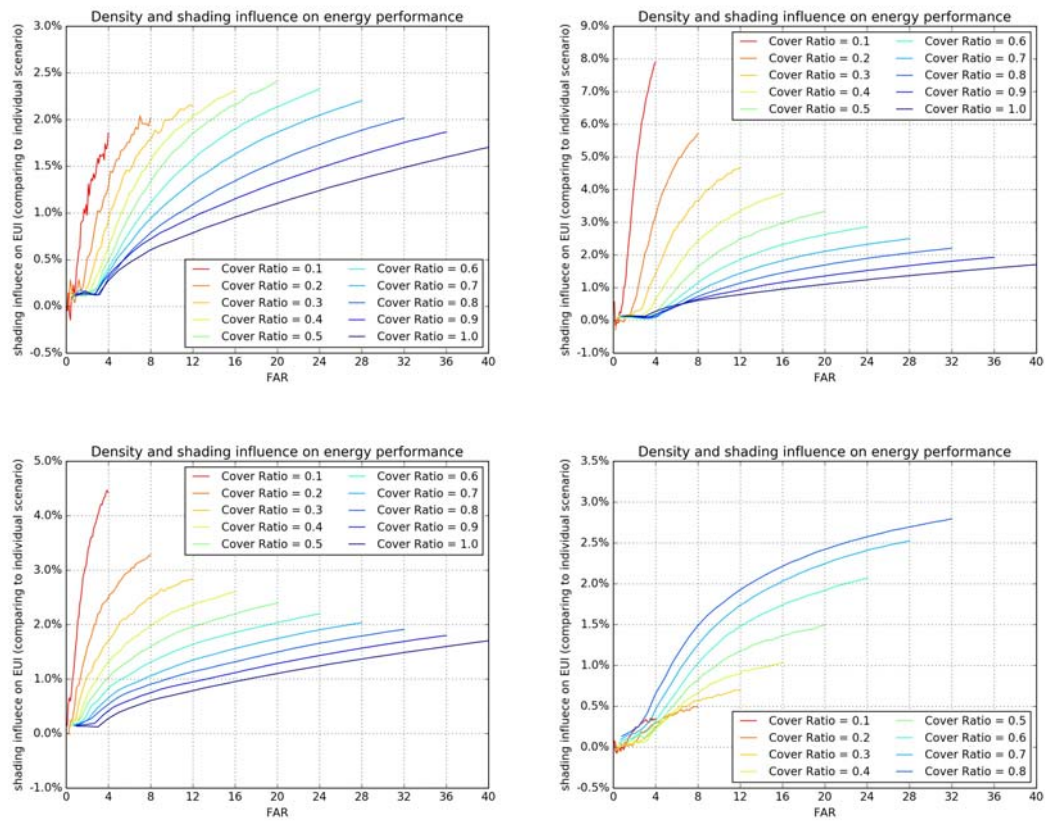 Density and shading influence on energy performance
shading influece on EUI (comparing to individual scenario)
3.0%
2.5%
2.0%
1.5%
1.0%
0.5%
0.0%
-0.5%
Cover Ratio = 0.1
Cover Ratio = 0.2
Cover Ratio = 0.3
Cover Ratio = 0.4
Cover Ratio = 0.5
Cover Ratio = 0.6
Cover Ratio = 0.7
Cover Ratio = 0.8
Cover Ratio = 0.9
Cover Ratio = 1.0
0 4 8 12 16 20 24 28 32 36 40
FAR
Density and shading influence on energy performance
shading influece on EUI (comparing to individual scenario)
9.0%
8.0%
7.0%
6.0%
5.0%
4.0%
3.0%
2.0%
1.0%
0.0%
-1.0%
Cover Ratio = 0.1
Cover Ratio = 0.2
Cover Ratio = 0.3
Cover Ratio = 0.4
Cover Ratio = 0.5
Cover Ratio = 0.6
Cover Ratio = 0.7
Cover Ratio = 0.8
Cover Ratio = 0.9
Cover Ratio = 1.0
0 4 8 12 16 20 24 28 32 36 40
FAR
Density and shading influence on energy performance
shading influece on EUI (comparing to individual scenario)
5.0%
4.0%
3.0%
2.0%
1.0%
0.0%
-1.0%
Cover Ratio = 0.1
Cover Ratio = 0.2
Cover Ratio = 0.3
Cover Ratio = 0.4
Cover Ratio = 0.5
Cover Ratio = 0.6
Cover Ratio = 0.7
Cover Ratio = 0.8
Cover Ratio = 0.9
Cover Ratio = 1.0
0 4 8 12 16 20 24 28 32 36 40
FAR
Density and shading influence on energy performance
shading influece on EUI (comparing to individual scenario)
3.5%
3.0%
2.5%
2.0%
1.5%
1.0%
0.5%
0.0%
-0.5%
Cover Ratio = 0.1
Cover Ratio = 0.2
Cover Ratio = 0.3
Cover Ratio = 0.4
Cover Ratio = 0.5
Cover Ratio = 0.6
Cover Ratio = 0.7
Cover Ratio = 0.8
0 4 8 12 16 20 24 28 32 36 40
FAR